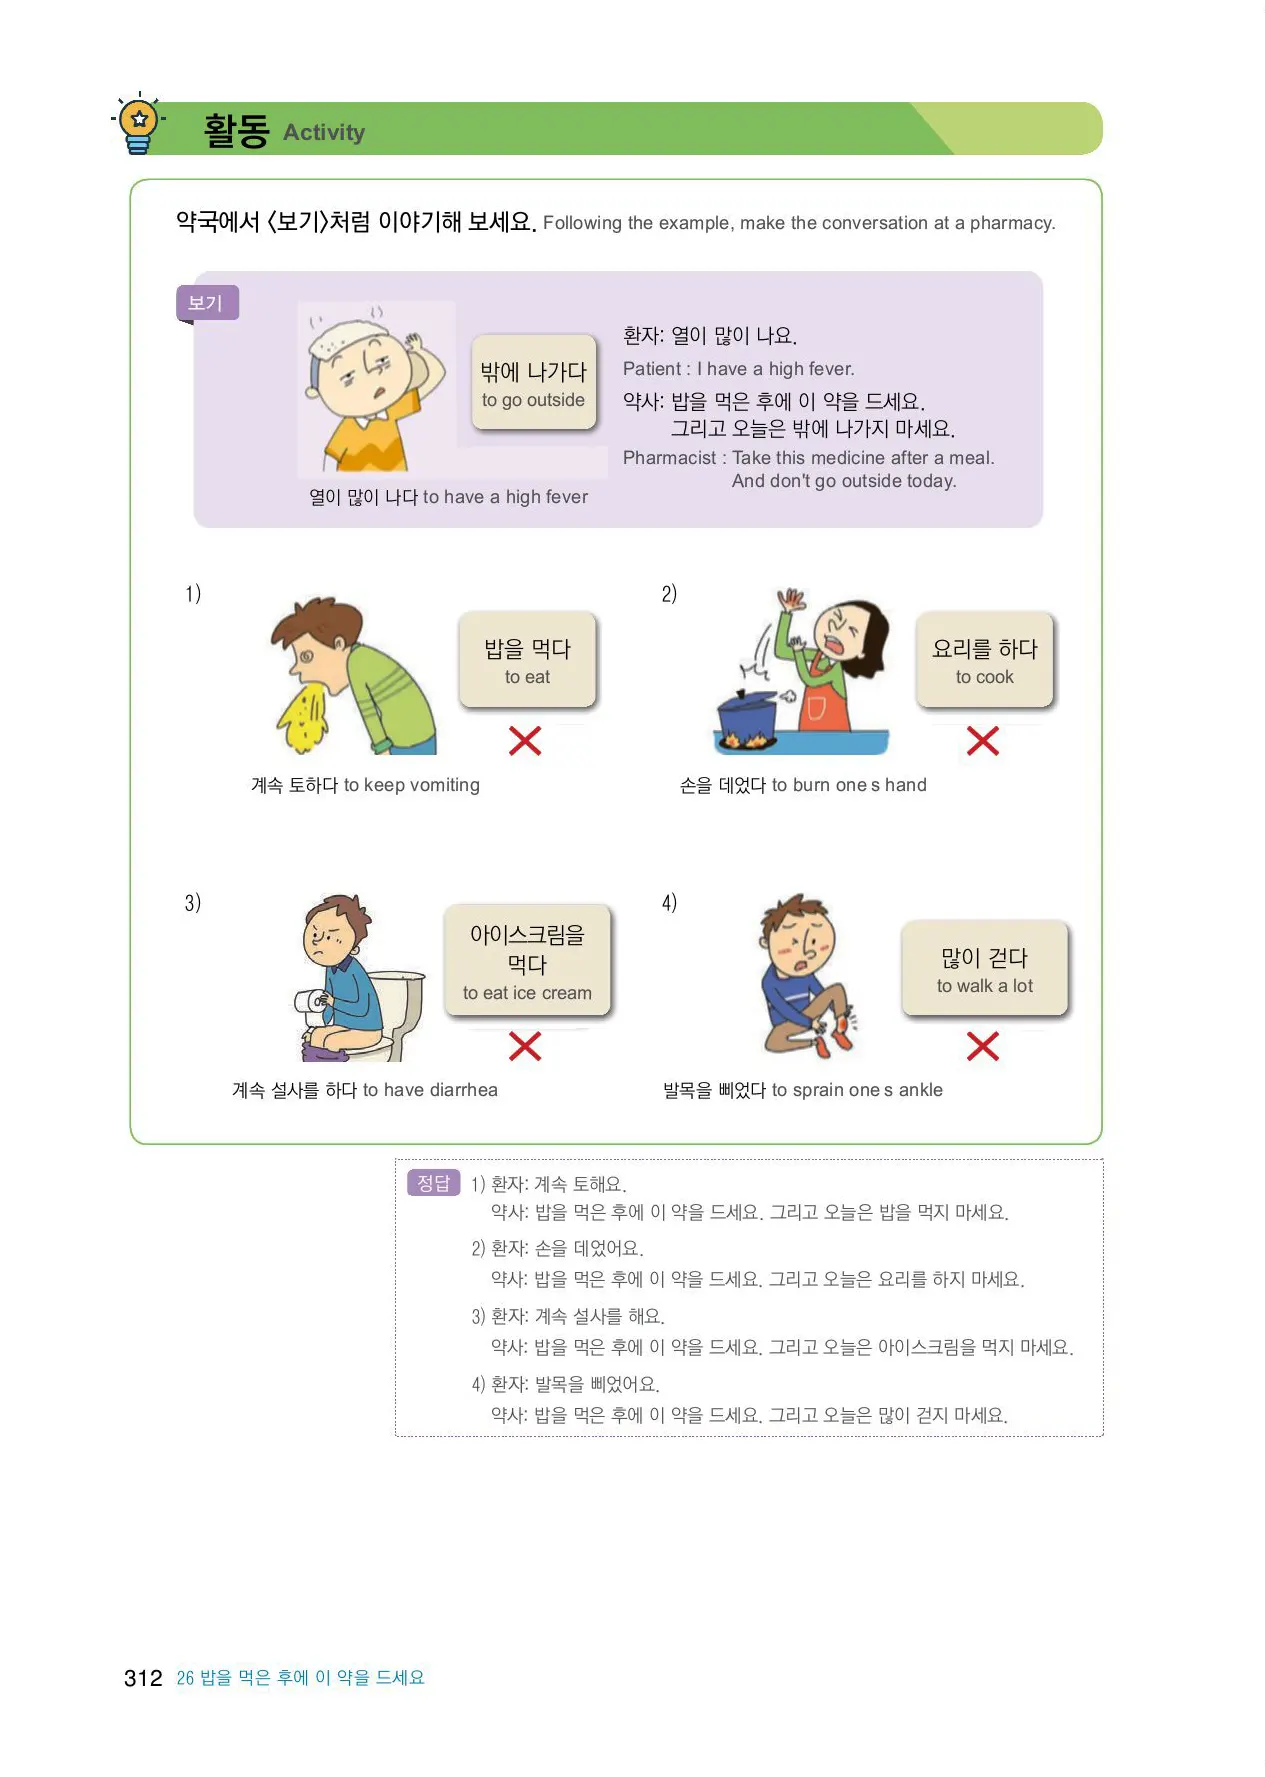 활동 Activity
약국에서 〈보기〉처럼 이야기해 보세요. Following the example, make the conversation at a pharmacy.
보기
밖에 나가다
to go outside
열이 많이 나다 to have a high fever
환자: 열이 많이 나요.
Patient : I have a high fever.
약사: 밥을 먹은 후에 이 약을 드세요.
그리고 오늘은 밖에 나가지 마세요.
Pharmacist : Take this medicine after a meal.
And don't go outside today.
1)
밥을 먹다
to eat
계속 토하다 to keep vomiting
2)
요리를 하다
to cook
손을 데었다 to burn one s hand
3)
아이스크림을
먹다
to eat ice cream
계속 설사를 하다 to have diarrhea
4)
많이 걷다
to walk a lot
발목을 삐었다 to sprain one s ankle
정답 1) 환자: 계속 토해요.
약사: 밥을 먹은 후에 이 약을 드세요. 그리고 오늘은 밥을 먹지 마세요.
2) 환자: 손을 데었어요.
약사: 밥을 먹은 후에 이 약을 드세요. 그리고 오늘은 요리를 하지 마세요.
3) 환자: 계속 설사를 해요.
약사: 밥을 먹은 후에 이 약을 드세요. 그리고 오늘은 아이스크림을 먹지 마세요.
4) 환자: 발목을 삐었어요.
약사: 밥을 먹은 후에 이 약을 드세요. 그리고 오늘은 많이 걷지 마세요.
312 26 밥을 먹은 후에 이 약을 드세요